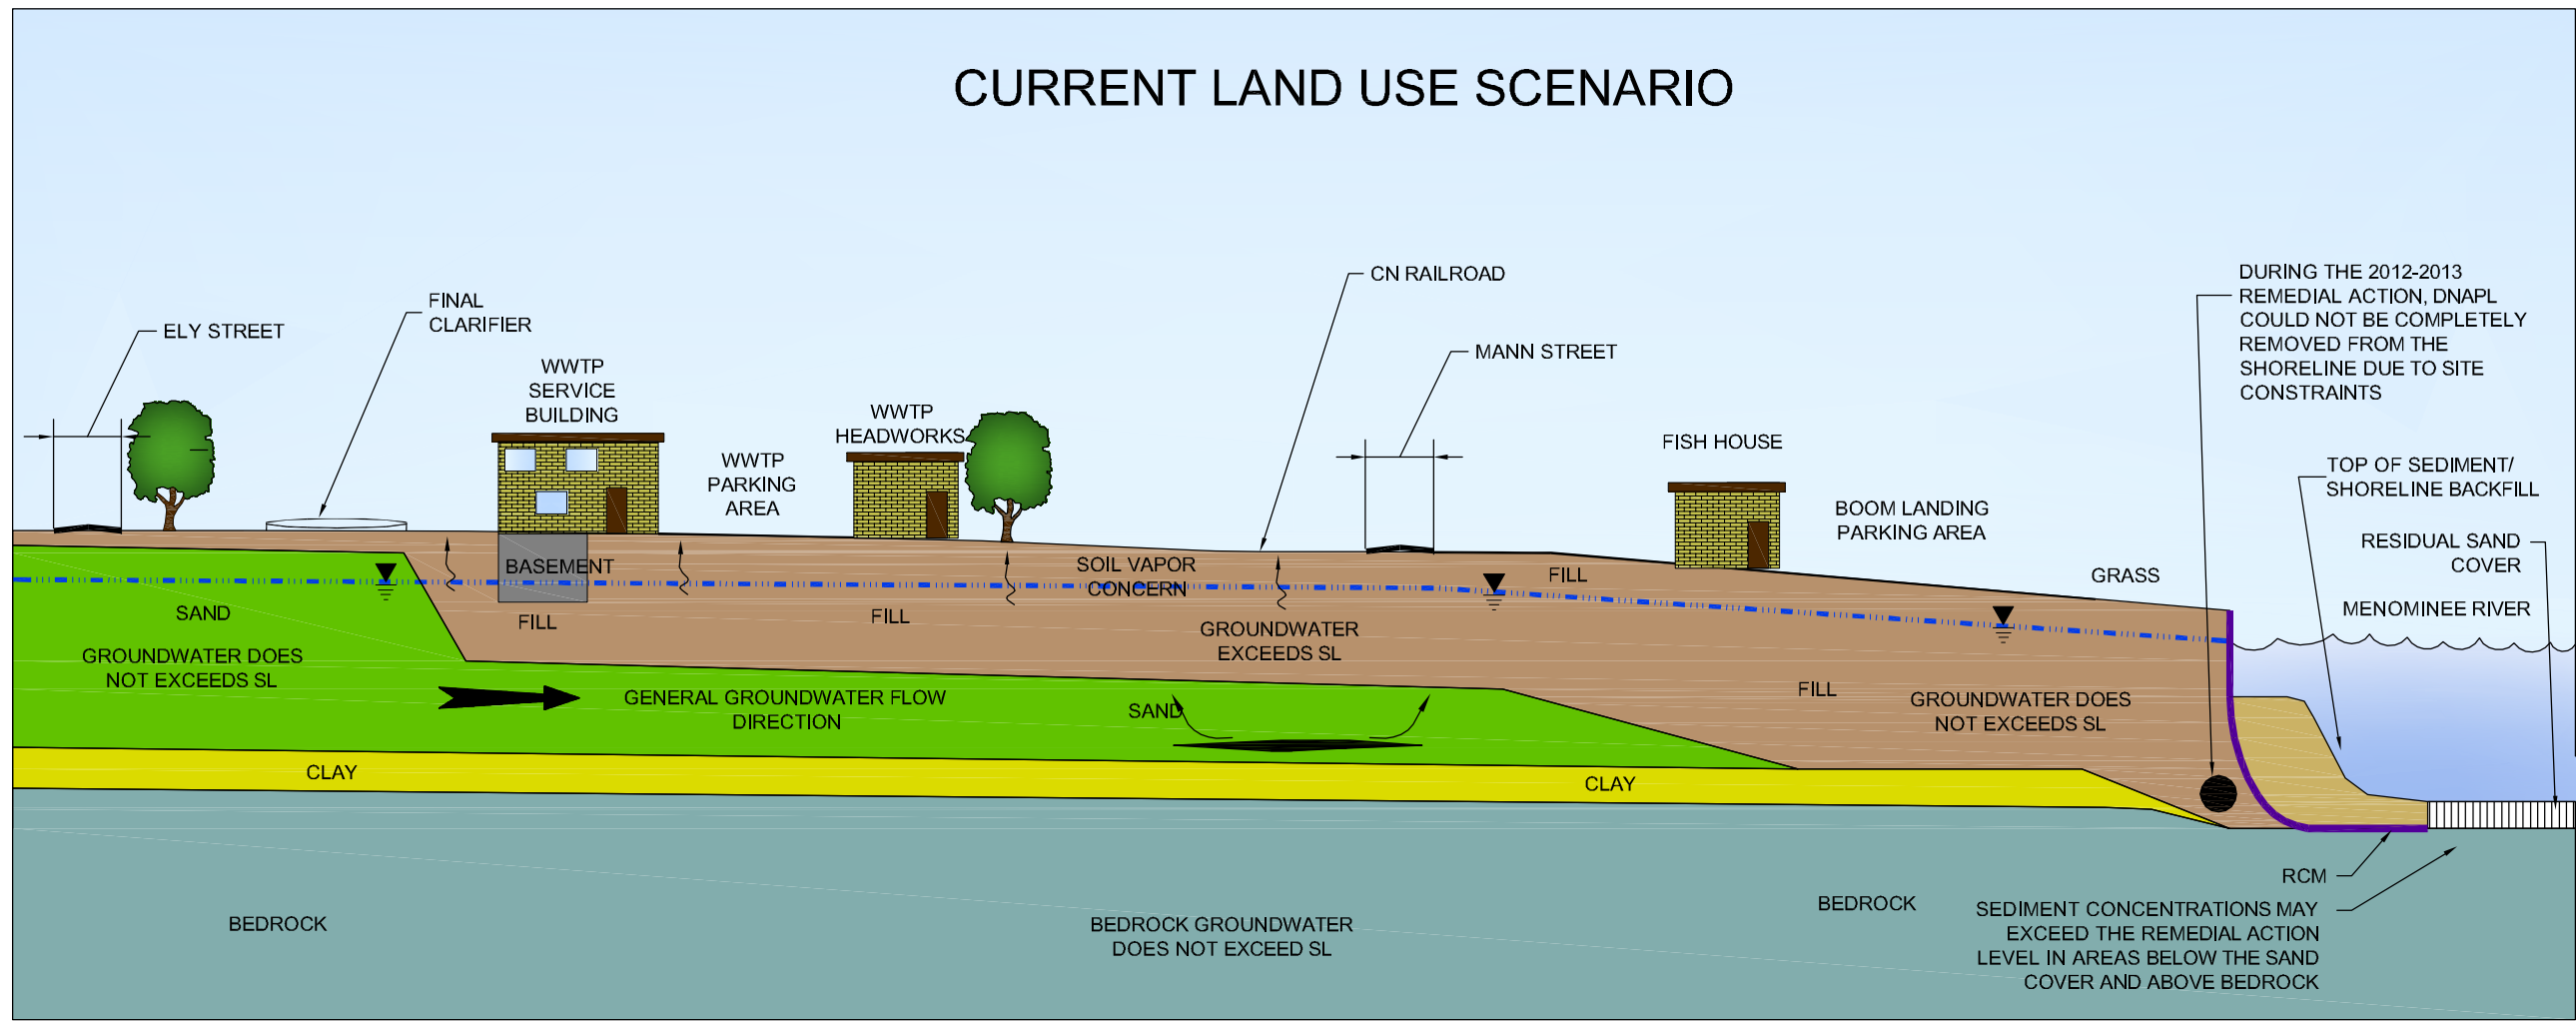 CURRENT LAND USE SCENARIO
ELY STREET
FINAL
CLARIFIER
WWTP
SERVICE
BUILDING
WWTP
PARKING
AREA
WWTP
HEADWORKS
CN RAILROAD
MANN STREET
FISH HOUSE
BOOM LANDING
PARKING AREA
DURING THE 2012-2013
REMEDIAL ACTION, DNAPL
COULD NOT BE COMPLETELY
REMOVED FROM THE
SHORELINE DUE TO SITE
CONSTRAINTS
TOP OF SEDIMENT/
SHORELINE BACKFILL
RESIDUAL SAND
COVER
GRASS
MENOMINEE RIVER
BASEMENT
SOIL VAPOR
CONCERN
FILL
SAND
FILL
FILL
GROUNDWATER
EXCEEDS SL
GROUNDWATER DOES
NOT EXCEEDS SL
GENERAL GROUNDWATER FLOW
DIRECTION
SAND
FILL
GROUNDWATER DOES
NOT EXCEEDS SL
CLAY
CLAY
BEDROCK
BEDROCK GROUNDWATER
DOES NOT EXCEED SL
BEDROCK
RCM
SEDIMENT CONCENTRATIONS MAY
EXCEED THE REMEDIAL ACTION
LEVEL IN AREAS BELOW THE SAND
COVER AND ABOVE BEDROCK